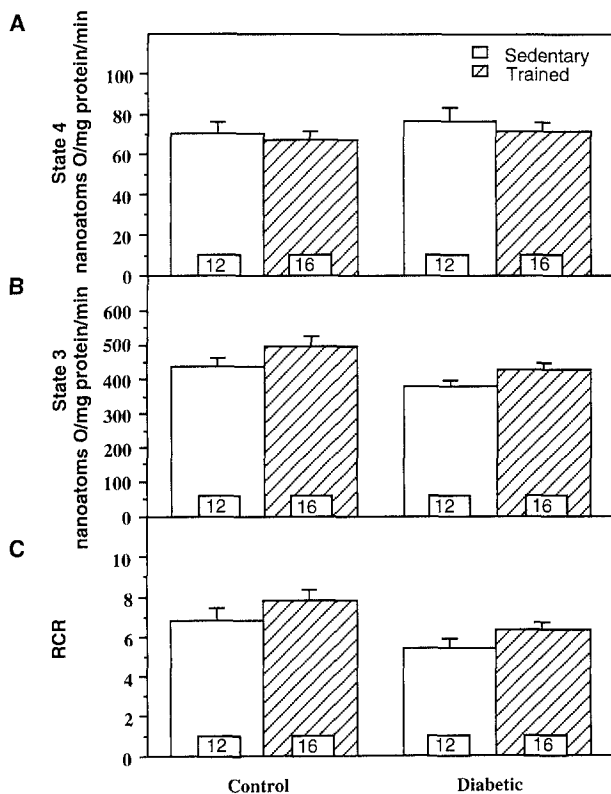 A
State 4
nanoatoms O/mg protein/min
100
80
60
40
20
0
Sedentary
Trained
12
16
12
16
B
State 3
nanoatoms O/mg protein/min
600
500
400
300
200
100
0
12
16
12
16
C
RCR
10
8
6
4
2
0
12
16
12
16
Control
Diabetic